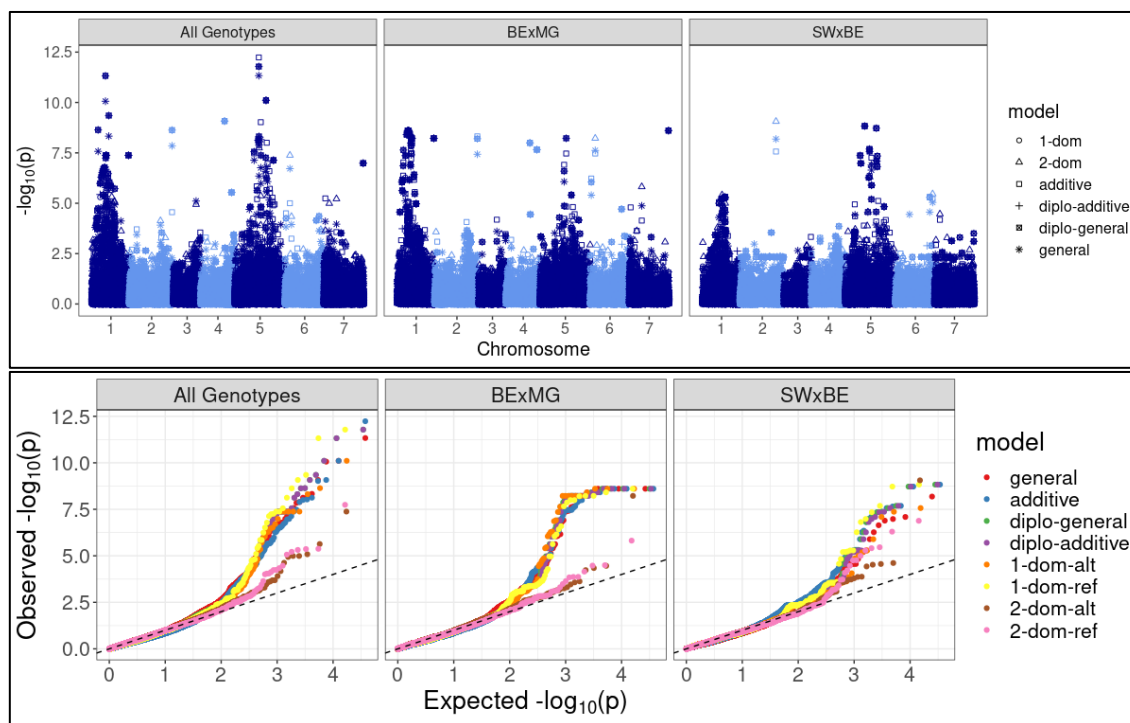 All Genotypes BExMG SWxBE
12.5
10.0
7.5
5.0
2.5
0.0
-log10(p)
1 2 3 4 5 6 7 1 2 3 4 5 6 7 1 2 3 4 5 6 7
Chromosome
model
1-dom
2-dom
additive
diplo-additive
diplo-general
general
All Genotypes BExMG SWxBE
12.5
10.0
7.5
5.0
2.5
0.0
Observed -log10(p)
0 1 2 3 4 0 1 2 3 4 0 1 2 3 4
Expected -log10(p)
model
general
additive
diplo-general
diplo-additive
1-dom-alt
1-dom-ref
2-dom-alt
2-dom-ref